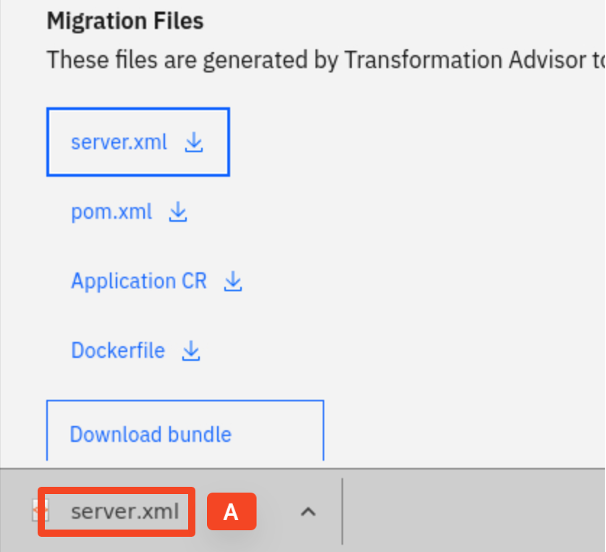 Migration Files
These files are generated by Transformation Advisor to
server.xml
pom.xml
Application CR
Dockerfile
Download bundle
server.xml A